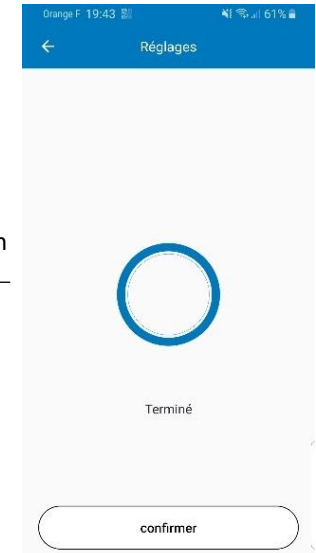 Orange F 19:43 61%
Réglages
n
Terminé
confirmer